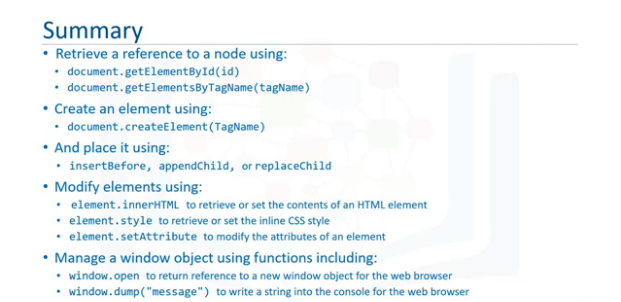 Summary
• Retrieve a reference to a node using:
• document.getElementById(id)
• document.getElementsByTagName(tagName)
• Create an element using:
• document.createElement(TagName)
• And place it using:
• insertBefore, appendChild, or replaceChild
• Modify elements using:
• element.innerHTML to retrieve or set the contents of an HTML element
• element.style to retrieve or set the inline CSS style
• element.setAttribute to modify the attributes of an element
• Manage a window object using functions including:
• window.open to return reference to a new window object for the web browser
• window.dump("message") to write a string into the console for the web browser